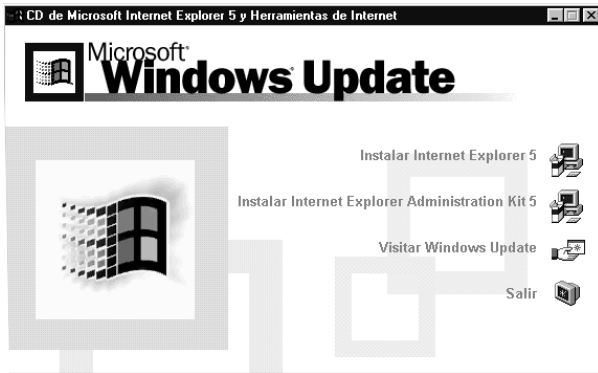 CD de Microsoft Internet Explorer 5 y Herramientas de Internet
Microsoft®
Windows Update
Instalar Internet Explorer 5
Instalar Internet Explorer Administration Kit 5
Visitar Windows Update
Salir